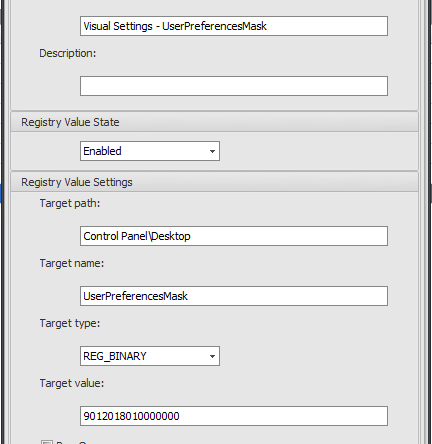 Visual Settings - UserPreferencesMask
Description:
Registry Value State
Enabled
Registry Value Settings
Target path:
Control Panel\Desktop
Target name:
UserPreferencesMask
Target type:
REG_BINARY
Target value:
9012018010000000